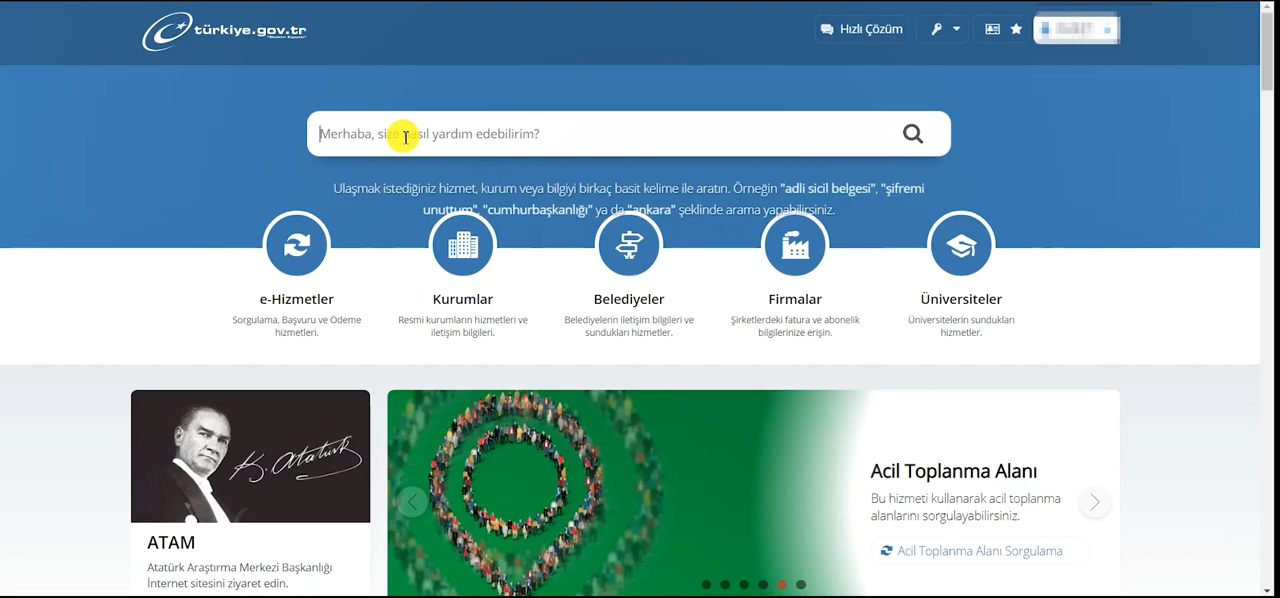 türkiye.gov.tr
Hızlı Çözüm
Merhaba, size nasıl yardım edebilirim?
Ulaşmak istediğiniz hizmet, kurum veya bilgiyi birkaç basit kelime ile aratın. Örneğin "adli sicil belgesi", "şifremi
unuttum", "cumhurbaşkanlığı" ya da "ankara" şeklinde arama yapabilirsiniz.
e-Hizmetler
Sorgulama, Başvuru ve Ödeme
hizmetleri.
Kurumlar
Resmi kurumların hizmetleri ve
iletişim bilgileri.
Belediyeler
Belediyelerin iletişim bilgileri ve
sundukları hizmetler.
Firmalar
Şirketlerdeki fatura ve abonelik
bilgilerinize erişin.
Üniversiteler
Üniversitelerin sundukları
hizmetler.
K. Atatürk
ATAM
Atatürk Araştırma Merkezi Başkanlığı
İnternet sitesini ziyaret edin.
Acil Toplanma Alanı
Bu hizmeti kullanarak acil toplanma
alanlarını sorgulayabilirsiniz.
Acil Toplanma Alanı Sorgulama